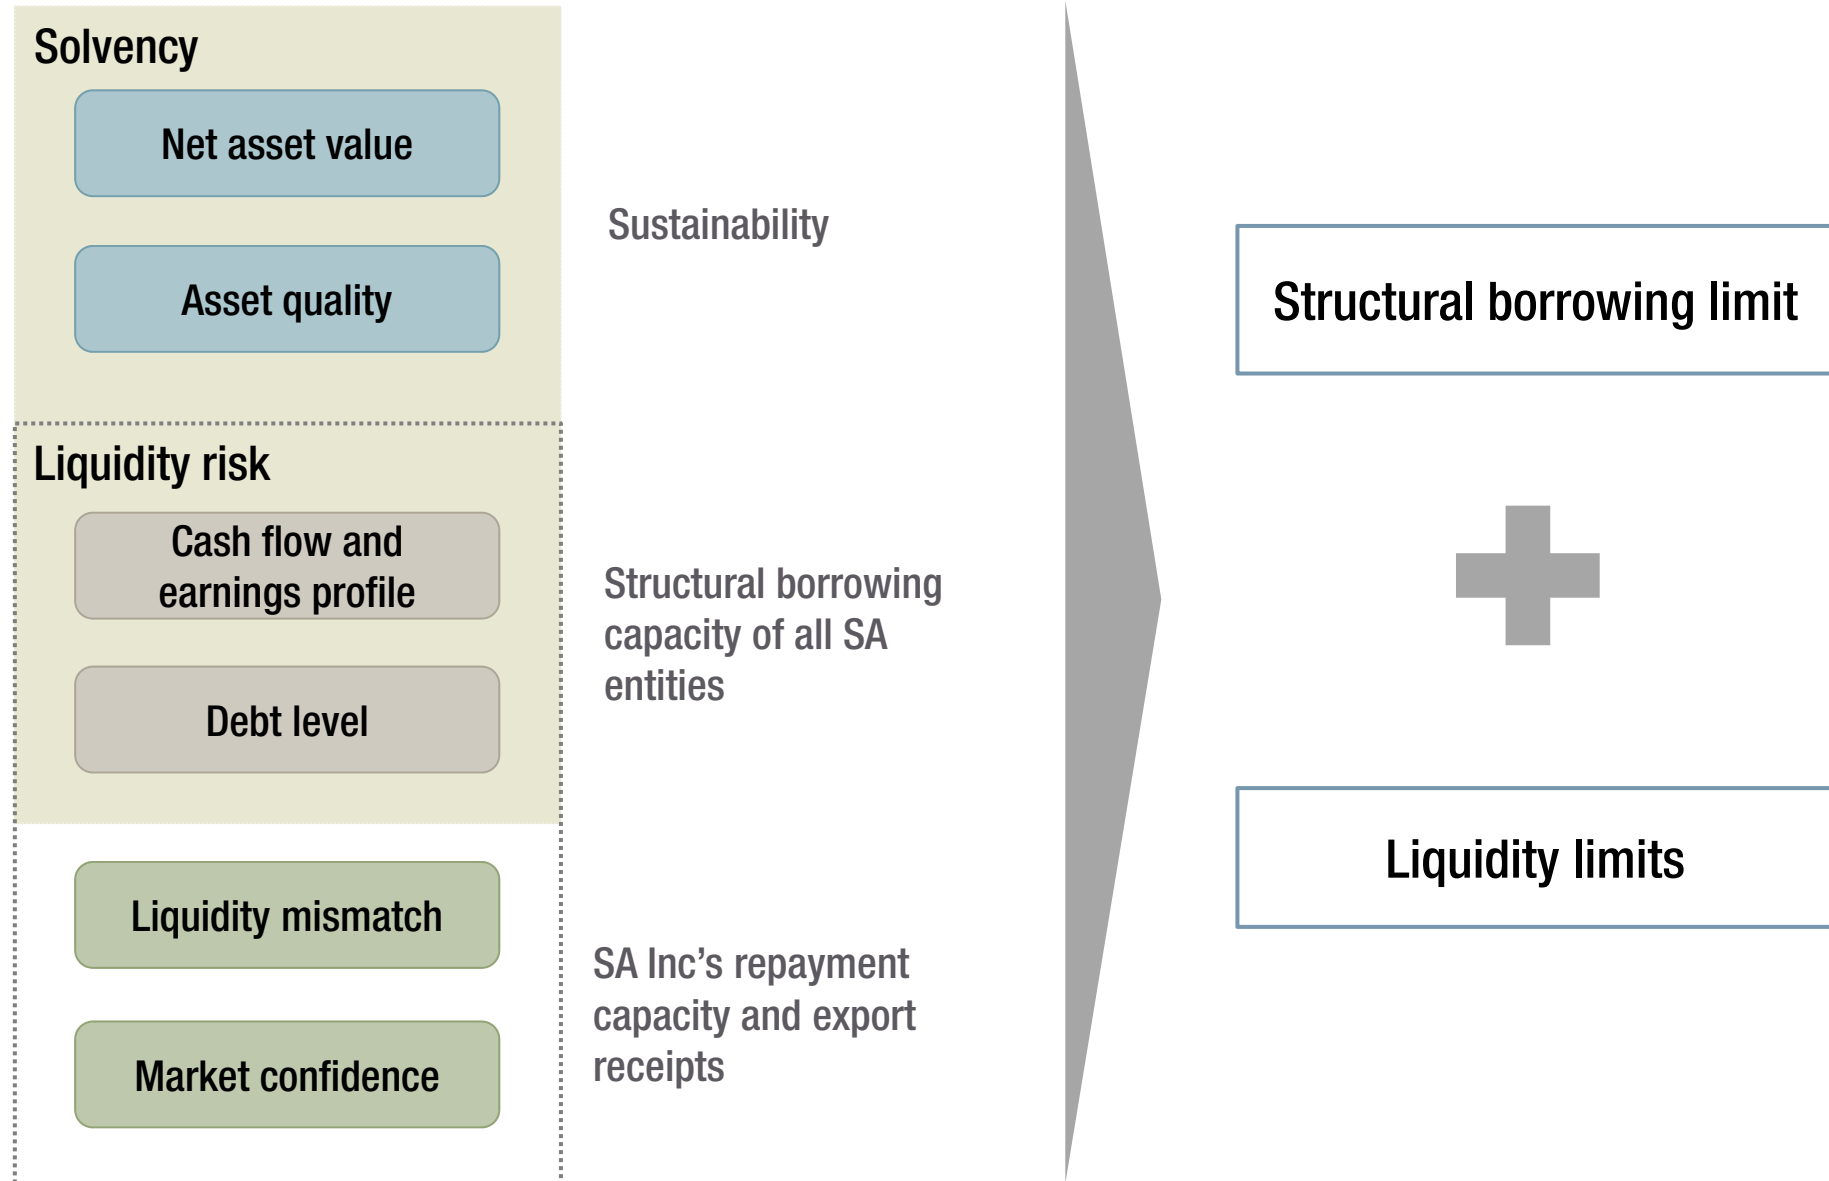 Solvency
Net asset value
Asset quality
Sustainability
Liquidity risk
Cash flow and
earnings profile
Debt level
Structural borrowing
capacity of all SA
entities
Liquidity mismatch
Market confidence
SA Inc’s repayment
capacity and export
receipts
Structural borrowing limit
Liquidity limits